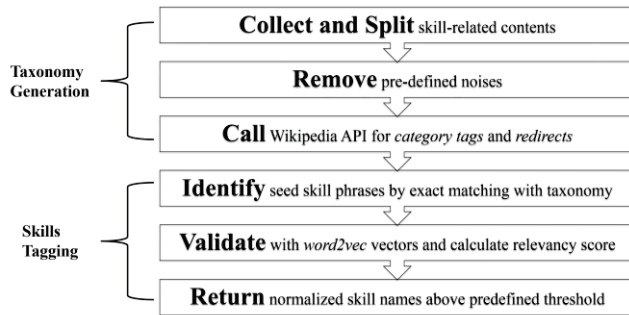 Collect and Split skill-related contents
Taxonomy
Generation
Remove pre-defined noises
Call Wikipedia API for category tags and redirects
Identify seed skill phrases by exact matching with taxonomy
Skills
Tagging
Validate with word2vec vectors and calculate relevancy score
Return normalized skill names above predefined threshold